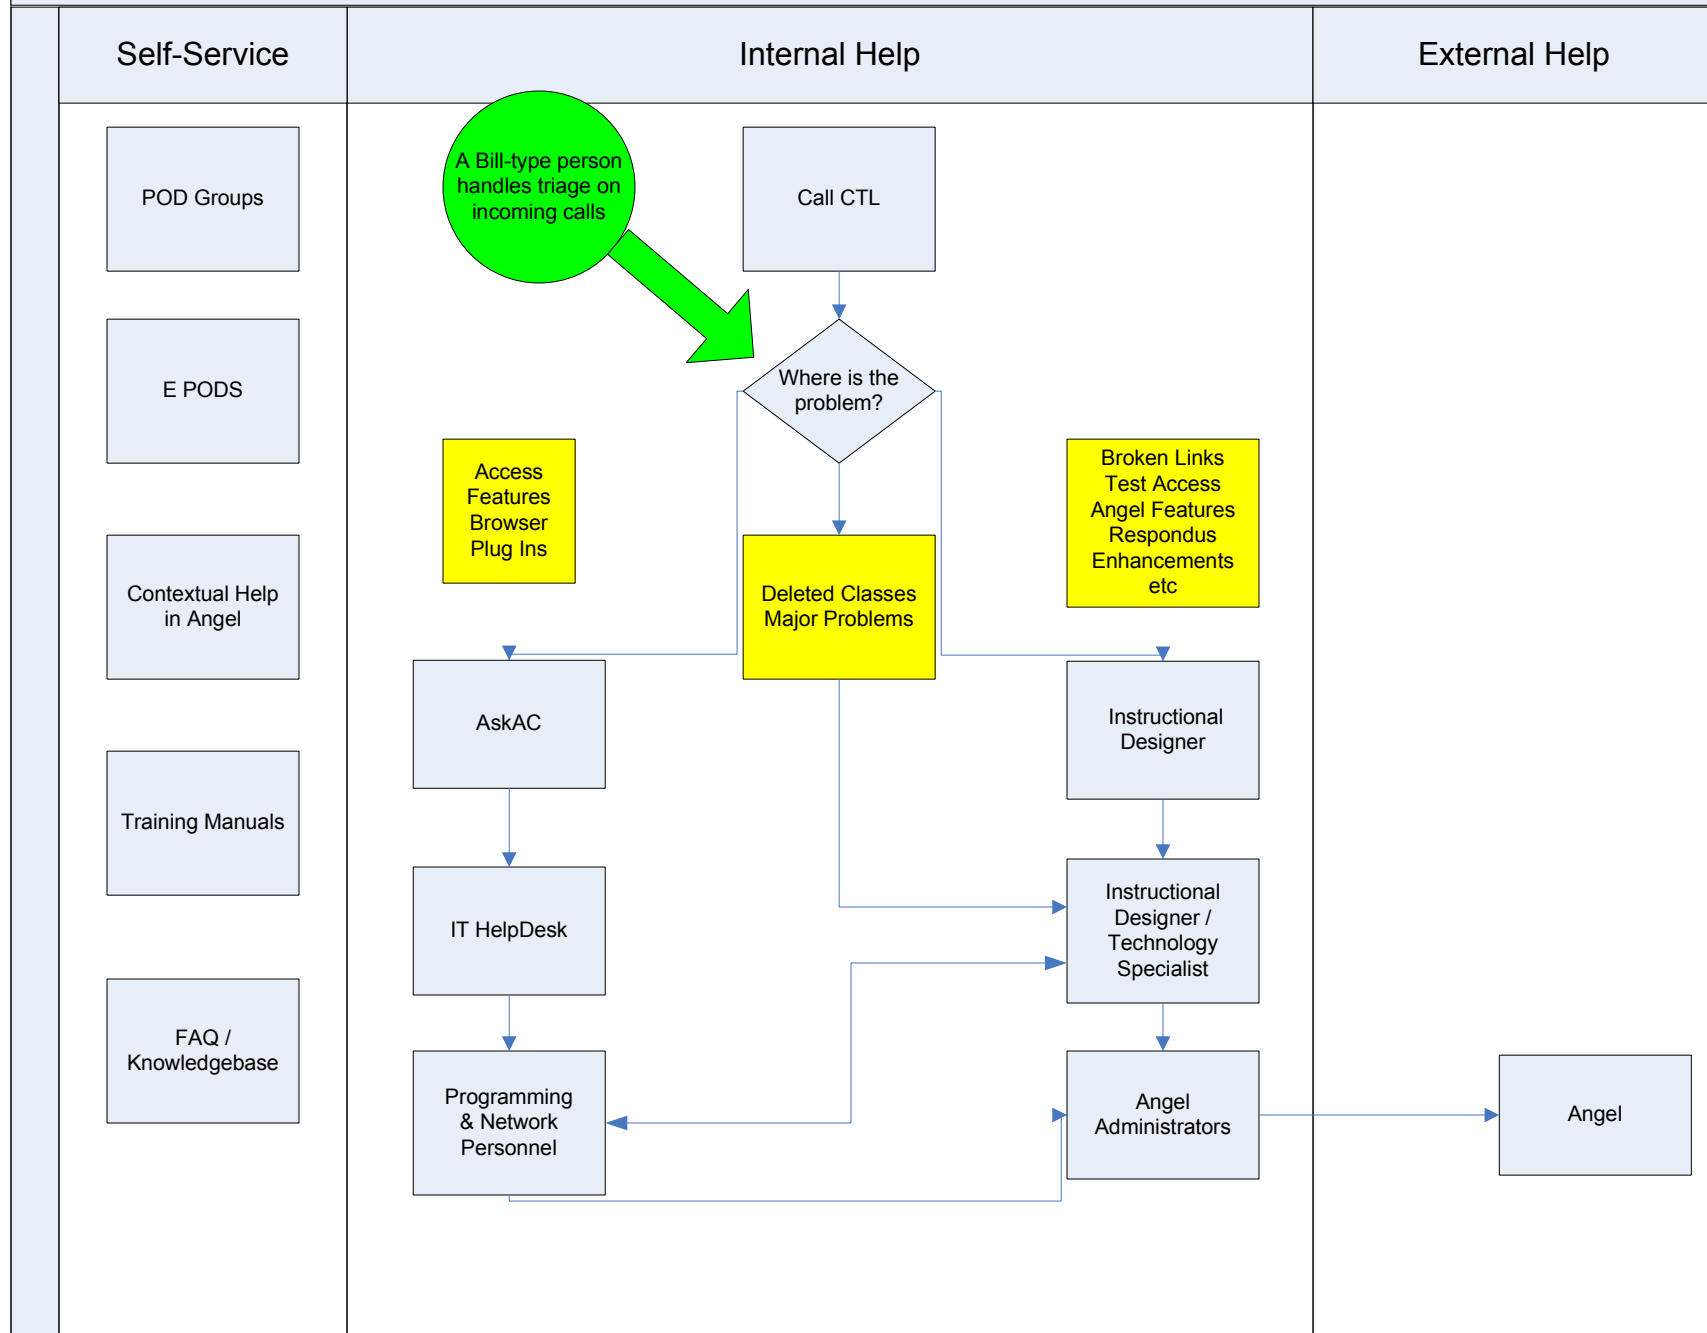 Self-Service
Internal Help
External Help
POD Groups
E PODS
Contextual Help
in Angel
Training Manuals
FAQ /
Knowledgebase
A Bill-type person
handles triage on
incoming calls
Call CTL
Where is the
problem?
Access
Features
Browser
Plug Ins
Deleted Classes
Major Problems
Broken Links
Test Access
Angel Features
Respondus
Enhancements
etc
AskAC
IT HelpDesk
Programming
& Network
Personnel
Instructional
Designer
Instructional
Designer /
Technology
Specialist
Angel
Administrators
Angel